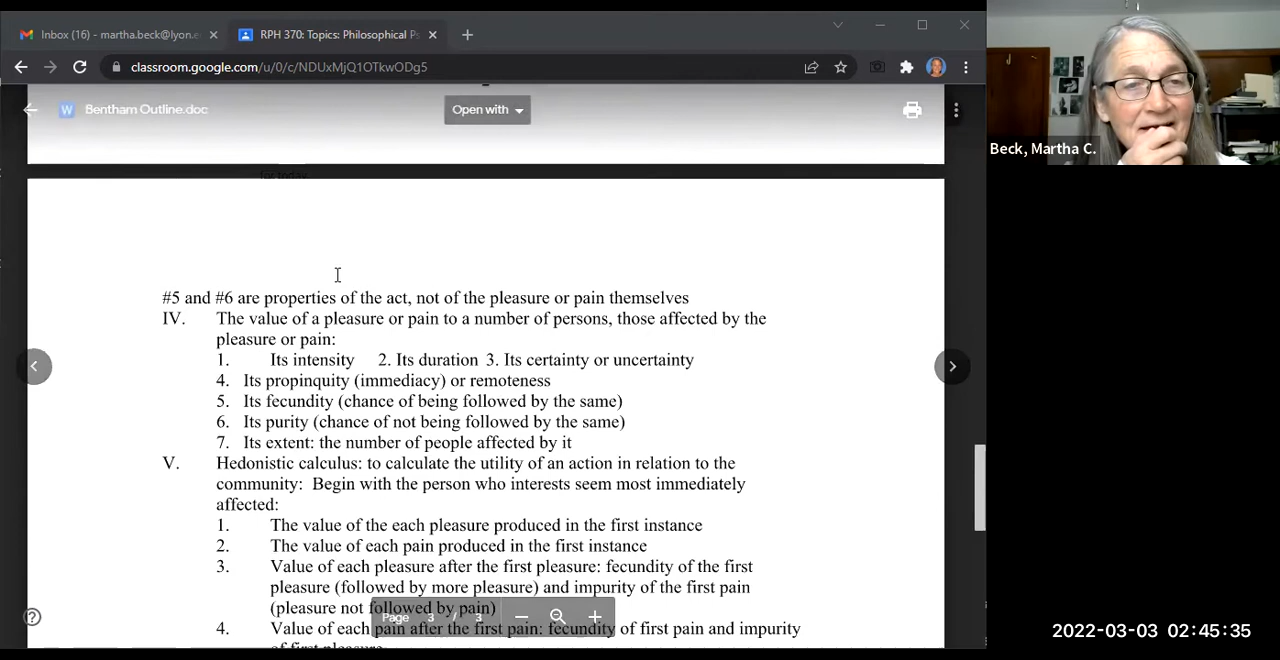 Inbox (16) - martha.beck@lyon.e
RPH 370: Topics: Philosophical Ps
classroom.google.com/u/0/c/NDUxMjQ1OTkwODg5
W Bentham Outline.doc
Open with
for today
Beck, Martha C.
#5 and #6 are properties of the act, not of the pleasure or pain themselves
IV. The value of a pleasure or pain to a number of persons, those affected by the
pleasure or pain:
1. Its intensity 2. Its duration 3. Its certainty or uncertainty
4. Its propinquity (immediacy) or remoteness
5. Its fecundity (chance of being followed by the same)
6. Its purity (chance of not being followed by the same)
7. Its extent: the number of people affected by it
V. Hedonistic calculus: to calculate the utility of an action in relation to the
community: Begin with the person who interests seem most immediately
affected:
1. The value of the each pleasure produced in the first instance
2. The value of each pain produced in the first instance
3. Value of each pleasure after the first pleasure: fecundity of the first
pleasure (followed by more pleasure) and impurity of the first pain
(pleasure not followed by pain)
Page 3 / 3
4. Value of each pain after the first pain: fecundity of first pain and impurity
of first pleasure
2022-03-03 02:45:35